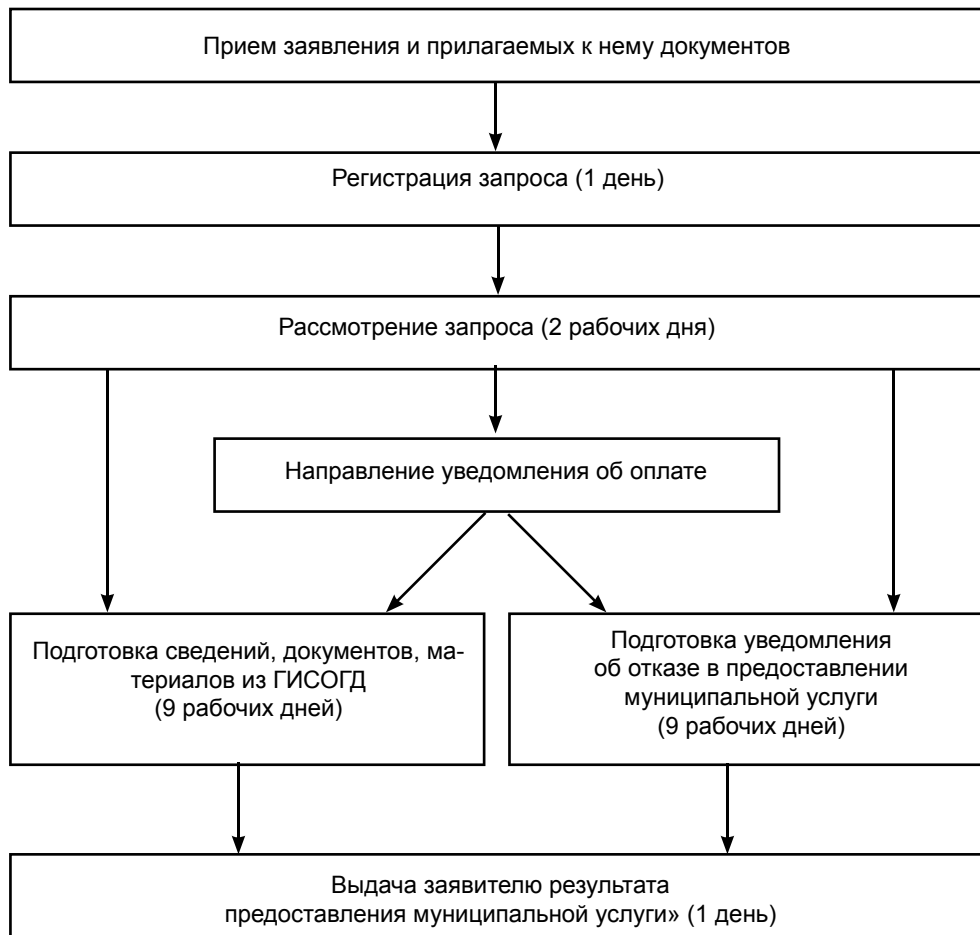 Прием заявления и прилагаемых к нему документов
Регистрация запроса (1 день)
Рассмотрение запроса (2 рабочих дня)
Направление уведомления об оплате
Подготовка сведений, документов, ма-
териалов из ГИСОГД
(9 рабочих дней)
Подготовка уведомления
об отказе в предоставлении
муниципальной услуги
(9 рабочих дней)
Выдача заявителю результата
предоставления муниципальной услуги» (1 день)